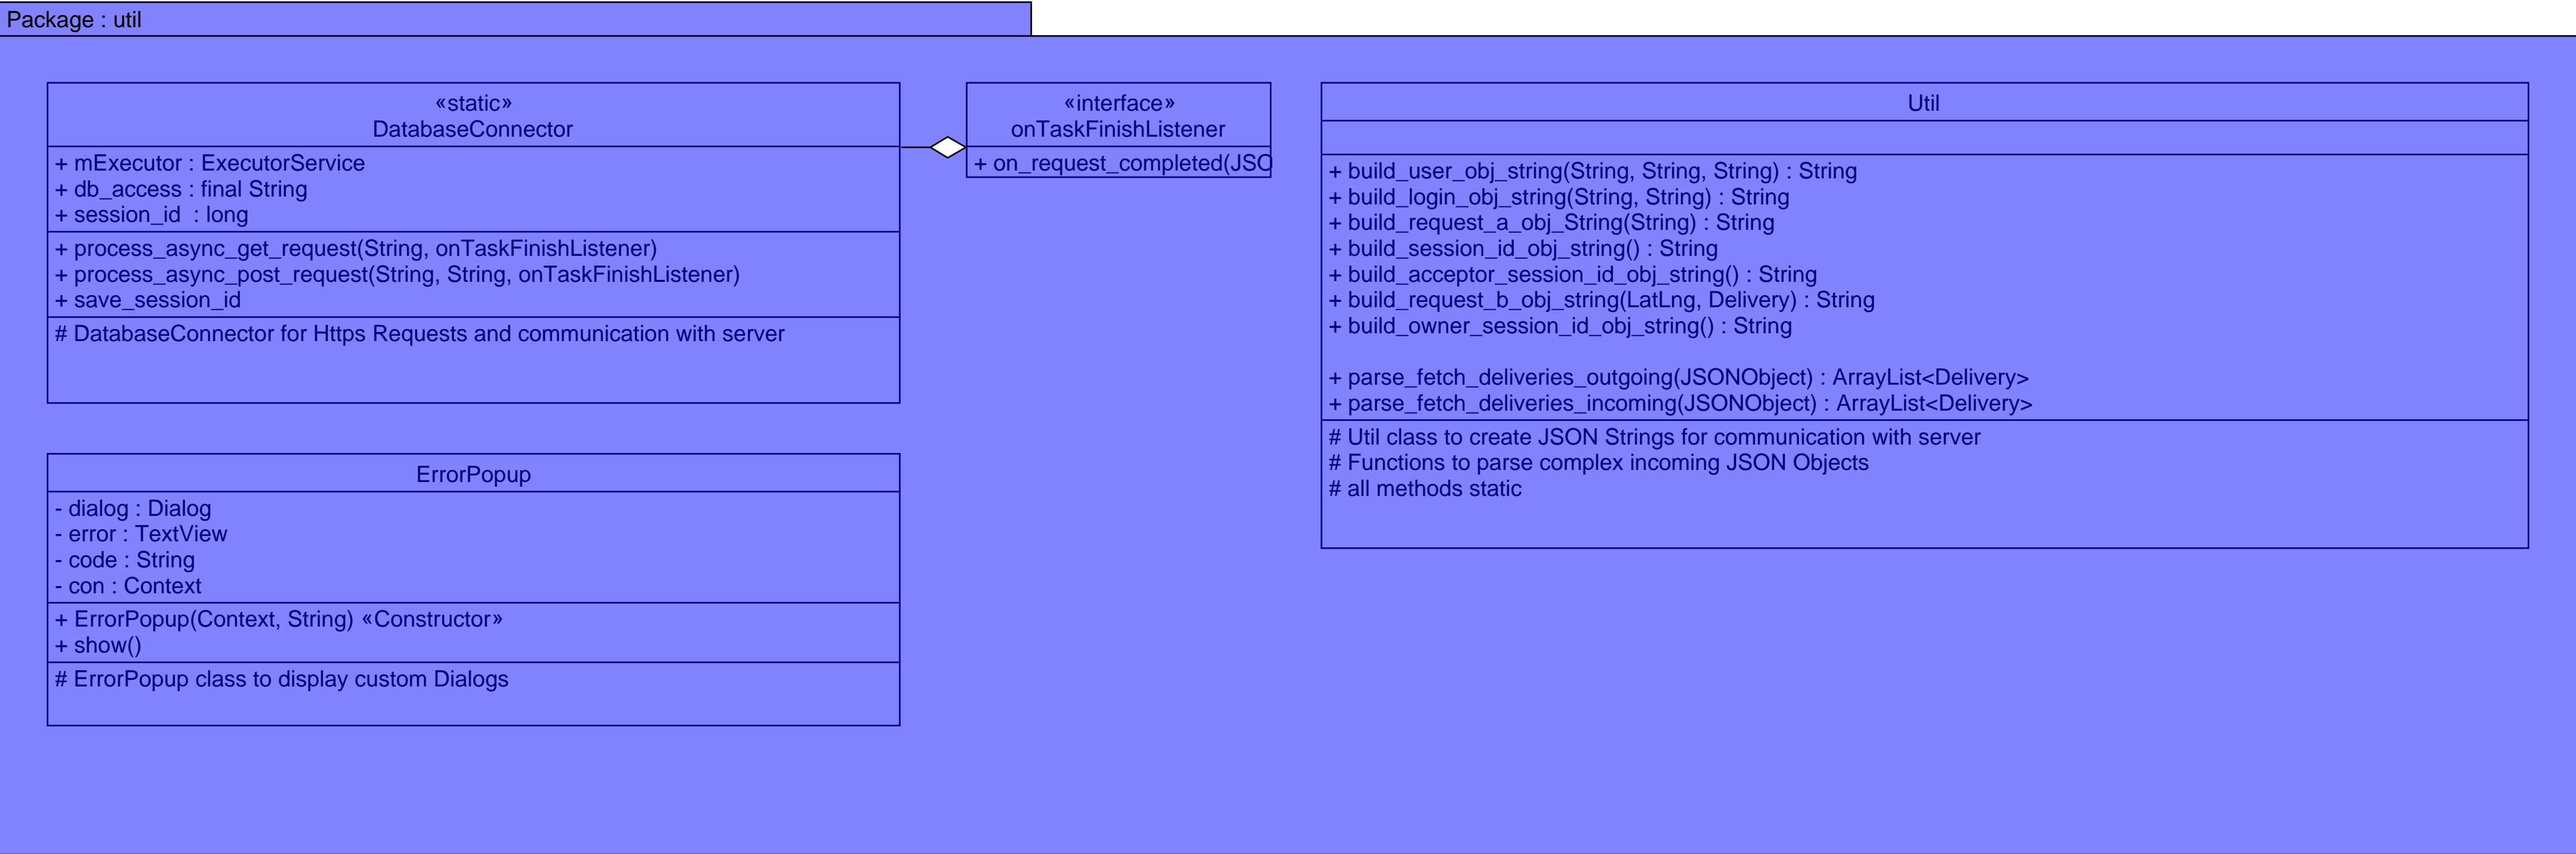 Package : util
«static»
DatabaseConnector
+ mExecutor : ExecutorService
+ db_access : final String
+ session_id  : long
+ process_async_get_request(String, onTaskFinishListener)
+ process_async_post_request(String, String, onTaskFinishListener)
+ save_session_id
# DatabaseConnector for Https Requests and communication with server
«interface»
onTaskFinishListener
+ on_request_completed(JSO
Util
+ build_user_obj_string(String, String, String) : String
+ build_login_obj_string(String, String) : String
+ build_request_a_obj_String(String) : String
+ build_session_id_obj_string() : String
+ build_acceptor_session_id_obj_string() : String
+ build_request_b_obj_string(LatLng, Delivery) : String
+ build_owner_session_id_obj_string() : String
+ parse_fetch_deliveries_outgoing(JSONObject) : ArrayList<Delivery>
+ parse_fetch_deliveries_incoming(JSONObject) : ArrayList<Delivery>
# Util class to create JSON Strings for communication with server
# Functions to parse complex incoming JSON Objects
# all methods static
ErrorPopup
- dialog : Dialog
- error : TextView
- code : String
- con : Context
+ ErrorPopup(Context, String) «Constructor»
+ show()
# ErrorPopup class to display custom Dialogs